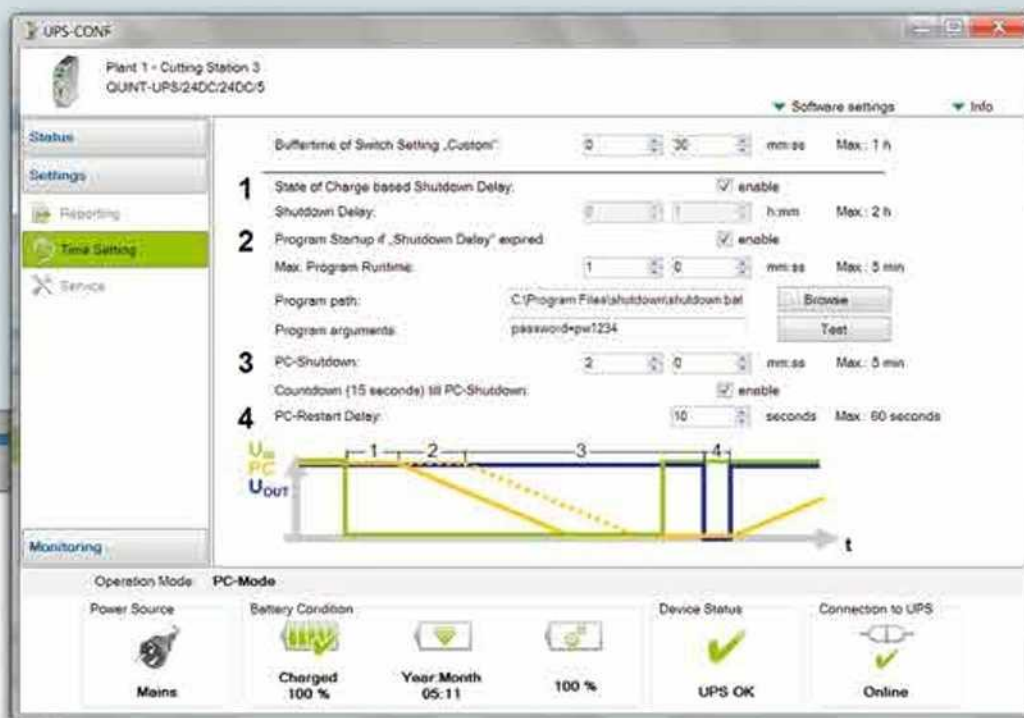 UPS-CONF
Plant 1 - Cutting Station 3
QUINT-UPS/24DC/24DC/5
Software settings Info
Status
Settings
Reporting
Time Setting
Service
Monitoring
Buffertime of Switch Setting „Custom“: 0 30 mm:ss Max.: 1 h
1 State of Charge based Shutdown Delay: enable
Shutdown Delay: 0 1 h:mm Max.: 2 h
2 Program Startup if „Shutdown Delay“ expired enable
Max. Program Runtime: 1 0 mm:ss Max.: 5 min
Program path: C:\Program Files\shutdown\shutdown.bat Browse
Program arguments: password=pw1234 Test
3 PC-Shutdown: 2 0 mm:ss Max.: 5 min
Countdown (15 seconds) till PC-Shutdown: enable
4 PC-Restart Delay: 10 seconds Max.: 60 seconds
1 2 3 4
UIN
PC
UOUT
t
Operation Mode: PC-Mode
Power Source Battery Condition Device Status Connection to UPS
Mains Charged Year:Month 100 % UPS OK Online
100 % 05:11